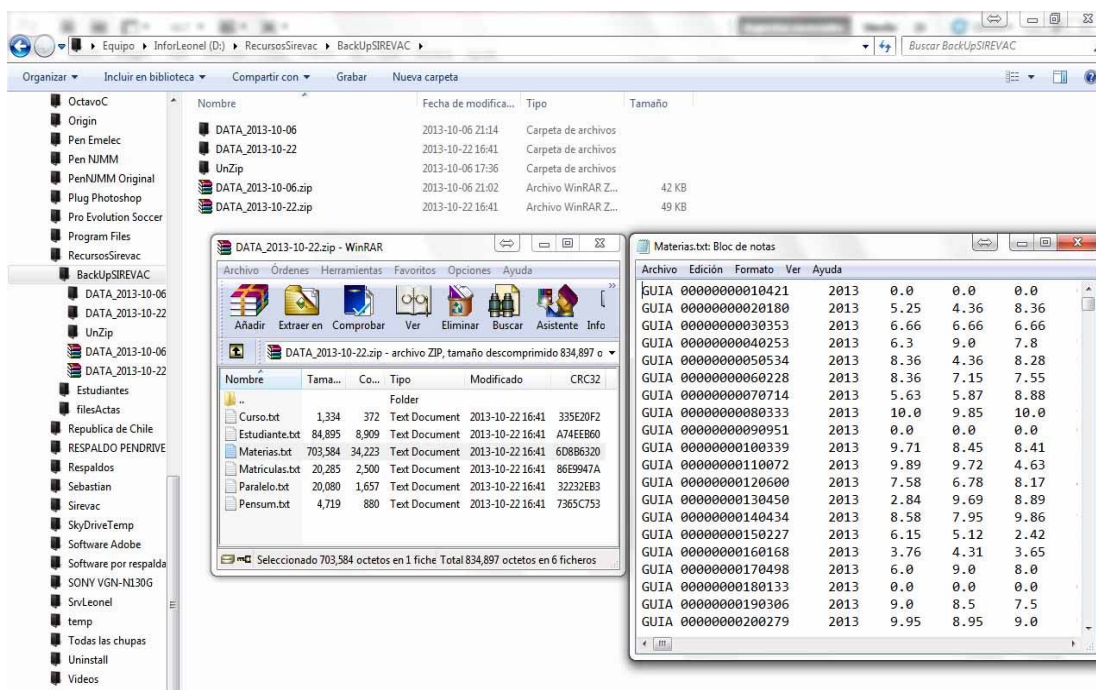 Equipo ▸ InforLeonel (D:) ▸ RecursosSirevac ▸ BackUpSIREVAC ▸
Buscar BackUpSIREVAC
Organizar Incluir en biblioteca Compartir con Grabar Nueva carpeta
OctavoC
Origin
Pen Emelec
Pen NJMM
PenNJMM Original
Plug Photoshop
Pro Evolution Soccer
Program Files
RecursosSirevac
BackUpSIREVAC
DATA_2013-10-06
DATA_2013-10-22
UnZip
DATA_2013-10-06
DATA_2013-10-22
Estudiantes
filesActas
Republica de Chile
RESPALDO PENDRIVE
Respaldos
Sebastian
Sirevac
SkyDriveTemp
Software Adobe
Software por respalda
SONY VGN-N130G
SrvLeonel
temp
Todas las chupas
Uninstall
Videos
Nombre Fecha de modifica... Tipo Tamaño
DATA_2013-10-06 2013-10-06 21:14 Carpeta de archivos
DATA_2013-10-22 2013-10-22 16:41 Carpeta de archivos
UnZip 2013-10-06 17:36 Carpeta de archivos
DATA_2013-10-06.zip 2013-10-06 21:02 Archivo WinRAR Z... 42 KB
DATA_2013-10-22.zip 2013-10-22 16:41 Archivo WinRAR Z... 49 KB
DATA_2013-10-22.zip - WinRAR
Archivo Órdenes Herramientas Favoritos Opciones Ayuda
Añadir Extraer en Comprobar Ver Eliminar Buscar Asistente Info
DATA_2013-10-22.zip - archivo ZIP, tamaño descomprimido 834,897 o
Nombre Tama... Co... Tipo Modificado CRC32
.. Folder
Curso.txt 1,334 372 Text Document 2013-10-22 16:41 335E20F2
Estudiante.txt 84,895 8,909 Text Document 2013-10-22 16:41 A74EEB60
Materias.txt 703,584 34,223 Text Document 2013-10-22 16:41 6D8B6320
Matriculas.txt 20,285 2,500 Text Document 2013-10-22 16:41 86E9947A
Paralelo.txt 20,080 1,657 Text Document 2013-10-22 16:41 32232EB3
Pensum.txt 4,719 880 Text Document 2013-10-22 16:41 7365C753
Seleccionado 703,584 octetos en 1 fiche Total 834,897 octetos en 6 ficheros
Materias.txt: Bloc de notas
Archivo Edición Formato Ver Ayuda
GUIA 00000000010421 2013 0.0 0.0 0.0
GUIA 00000000020180 2013 5.25 4.36 8.36
GUIA 00000000030353 2013 6.66 6.66 6.66
GUIA 00000000040253 2013 6.3 9.0 7.8
GUIA 00000000050534 2013 8.36 4.36 8.28
GUIA 00000000060228 2013 8.36 7.15 7.55
GUIA 00000000070714 2013 5.63 5.87 8.88
GUIA 00000000080333 2013 10.0 9.85 10.0
GUIA 00000000090951 2013 0.0 0.0 0.0
GUIA 00000000100339 2013 9.71 8.45 8.41
GUIA 00000000110072 2013 9.89 9.72 4.63
GUIA 00000000120600 2013 7.58 6.78 8.17
GUIA 00000000130450 2013 2.84 9.69 8.89
GUIA 00000000140434 2013 8.58 7.95 9.86
GUIA 00000000150227 2013 6.15 5.12 2.42
GUIA 00000000160168 2013 3.76 4.31 3.65
GUIA 00000000170498 2013 6.0 9.0 8.0
GUIA 00000000180133 2013 0.0 0.0 0.0
GUIA 00000000190306 2013 9.0 8.5 7.5
GUIA 00000000200279 2013 9.95 8.95 9.0